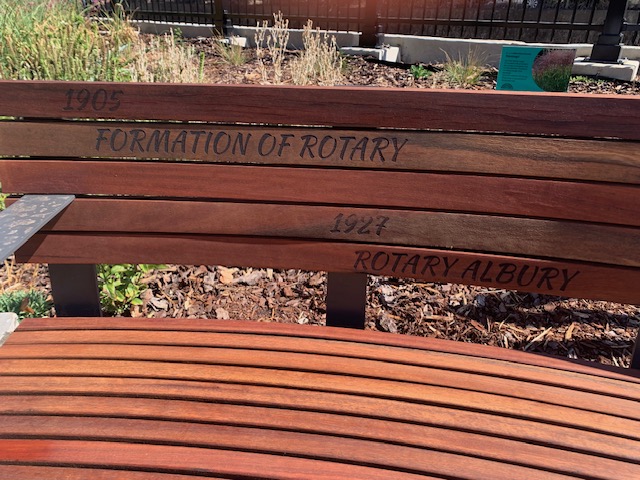 1905
FORMATION OF ROTARY
1927
ROTARY ALBURY